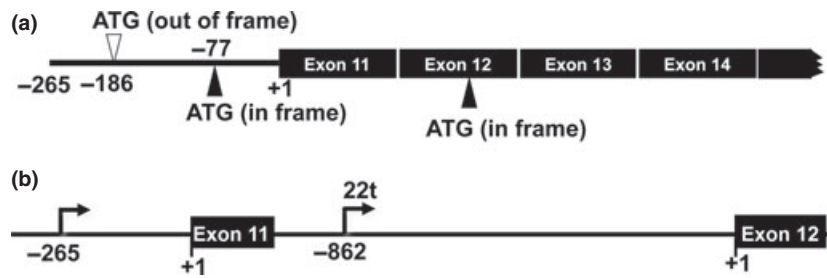 (a)
ATG (out of frame)
–77
Exon 11 Exon 12 Exon 13 Exon 14
–265 –186 +1
ATG (in frame)
ATG (in frame)
(b)
22t
Exon 11 Exon 12
–265 –862
+1 +1